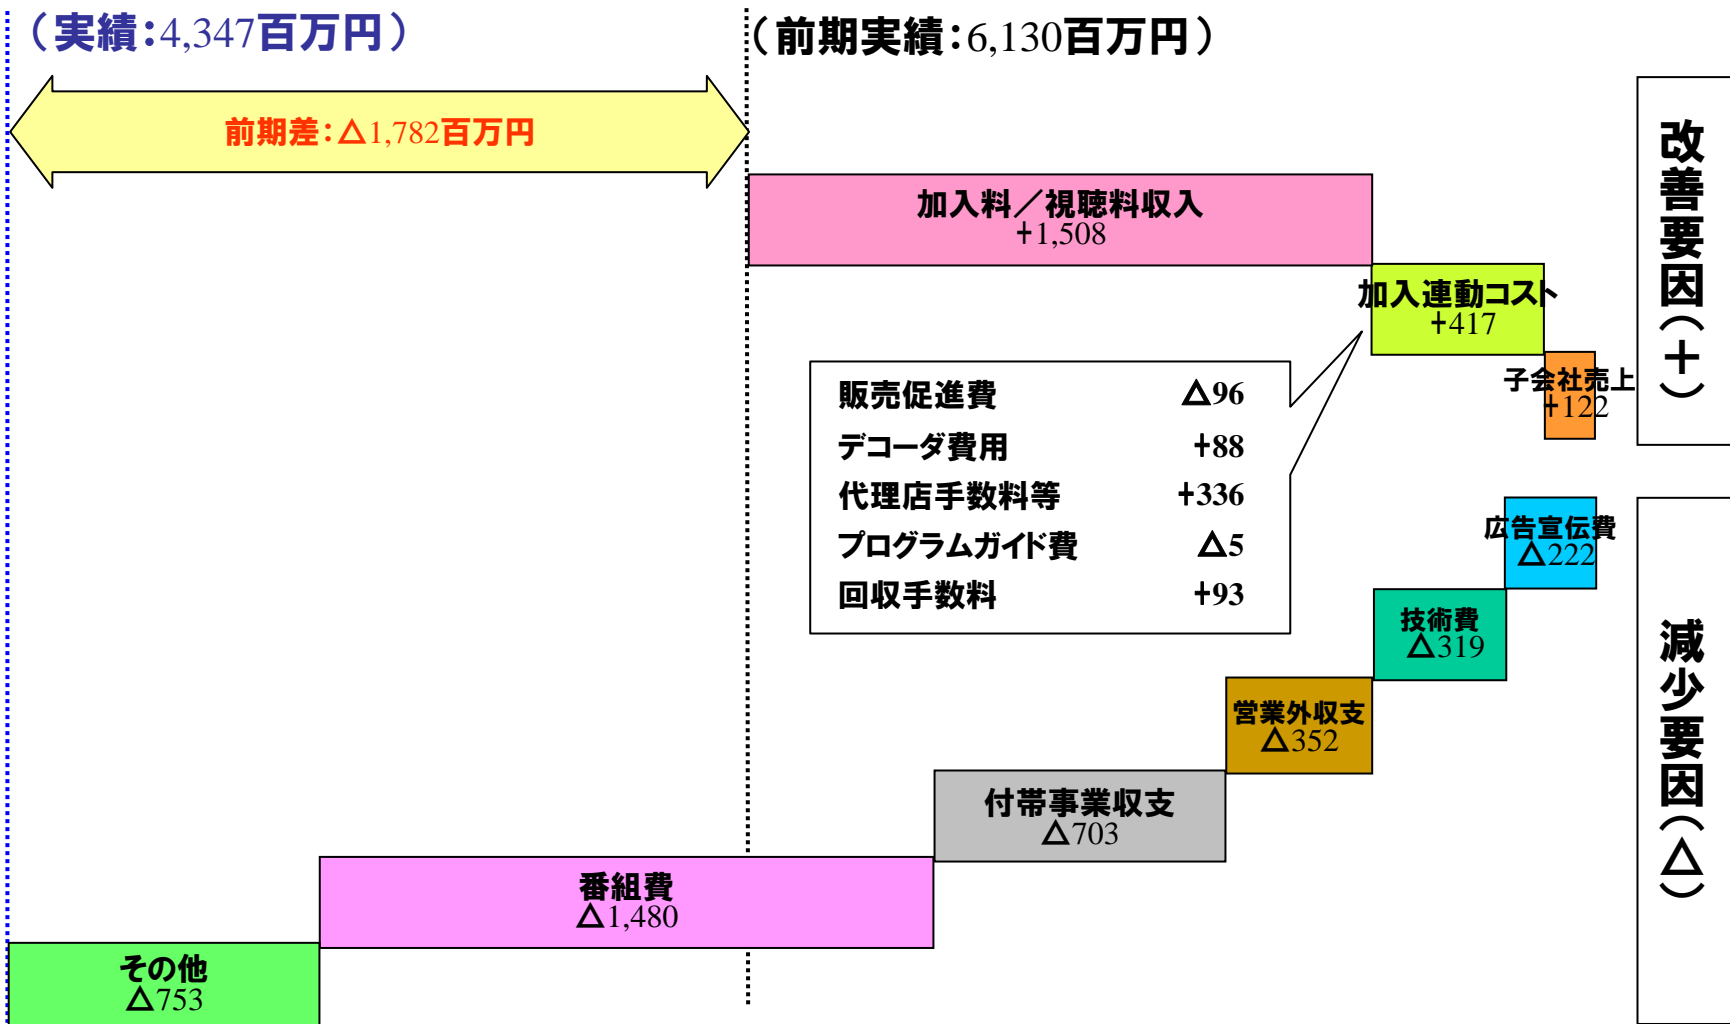 （実績：4,347百万円）
（前期実績：6,130百万円）
前期差：△1,782百万円
加入料／視聴料収入
+1,508
加入連動コスト
+417
子会社売上
+122
販売促進費 △96
デコーダ費用 +88
代理店手数料等 +336
プログラムガイド費 △5
回収手数料 +93
改善要因（＋）
広告宣伝費
△222
技術費
△319
営業外収支
△352
付帯事業収支
△703
番組費
△1,480
その他
△753
減少要因（△）